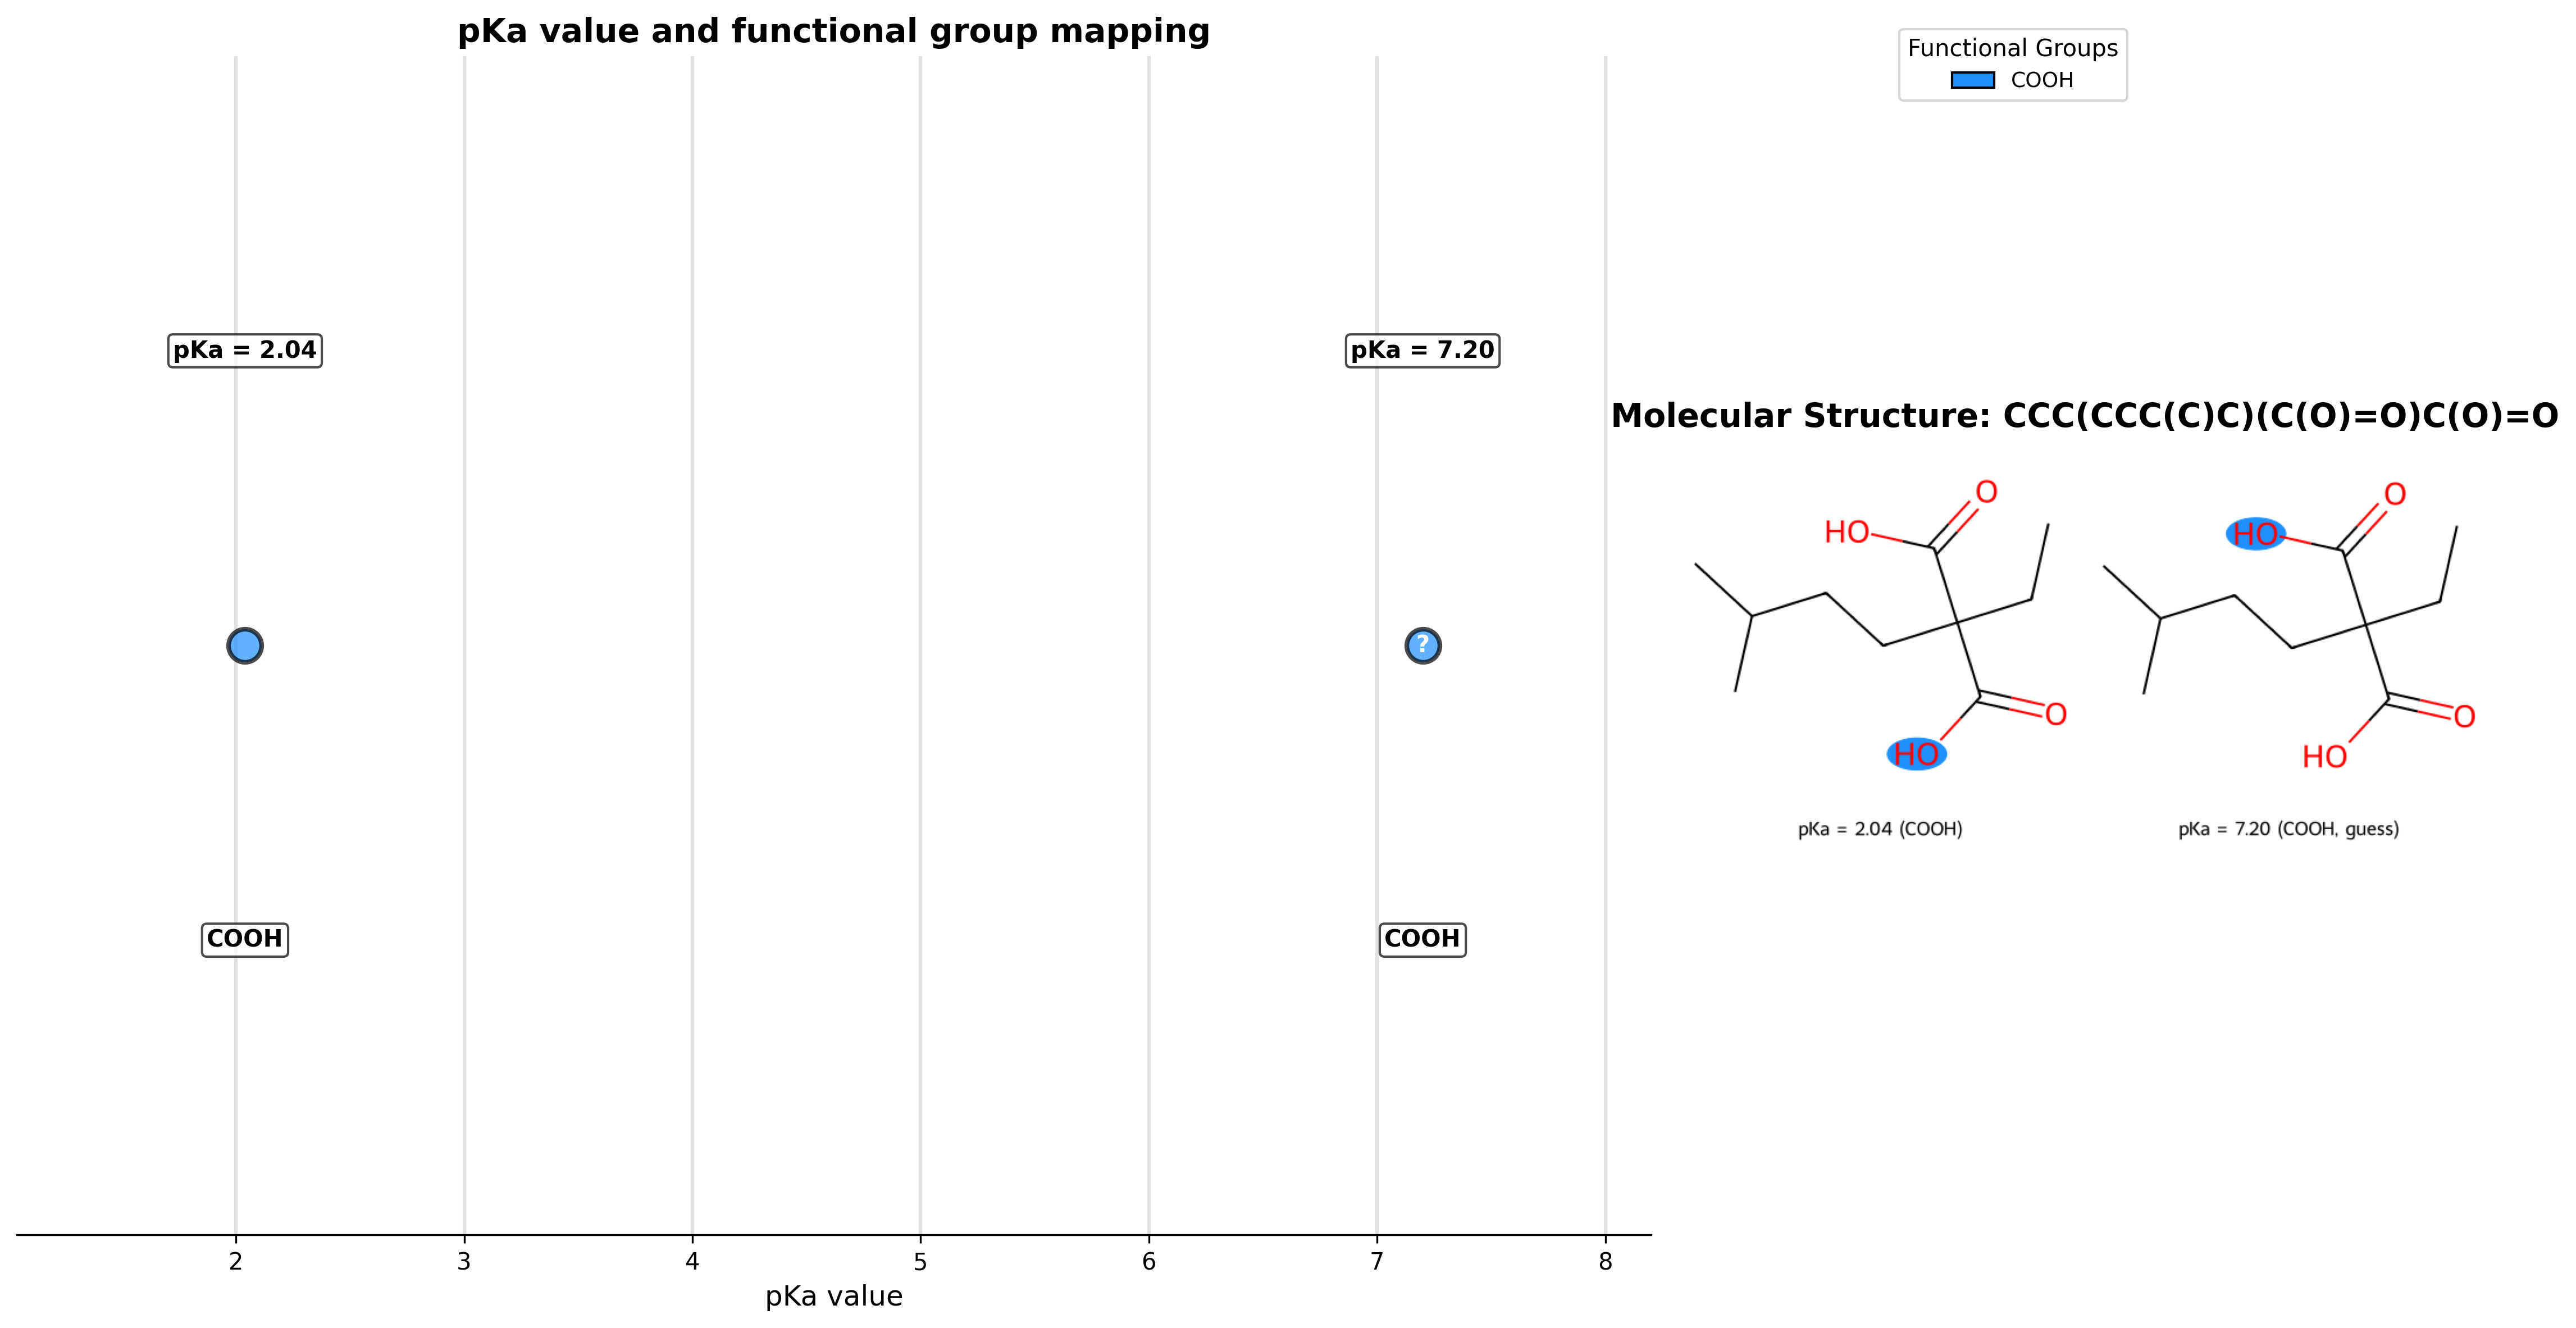 pKa value and functional group mapping
Functional Groups
COOH
pKa = 2.04
pKa = 7.20
?
COOH
COOH
2
3
4
5
6
7
8
pKa value
Molecular Structure: CCC(CCC(C)C)(C(O)=O)C(O)=O
O
HO
O
HO
pKa = 2.04 (COOH)
O
HO
O
HO
pKa = 7.20 (COOH, guess)